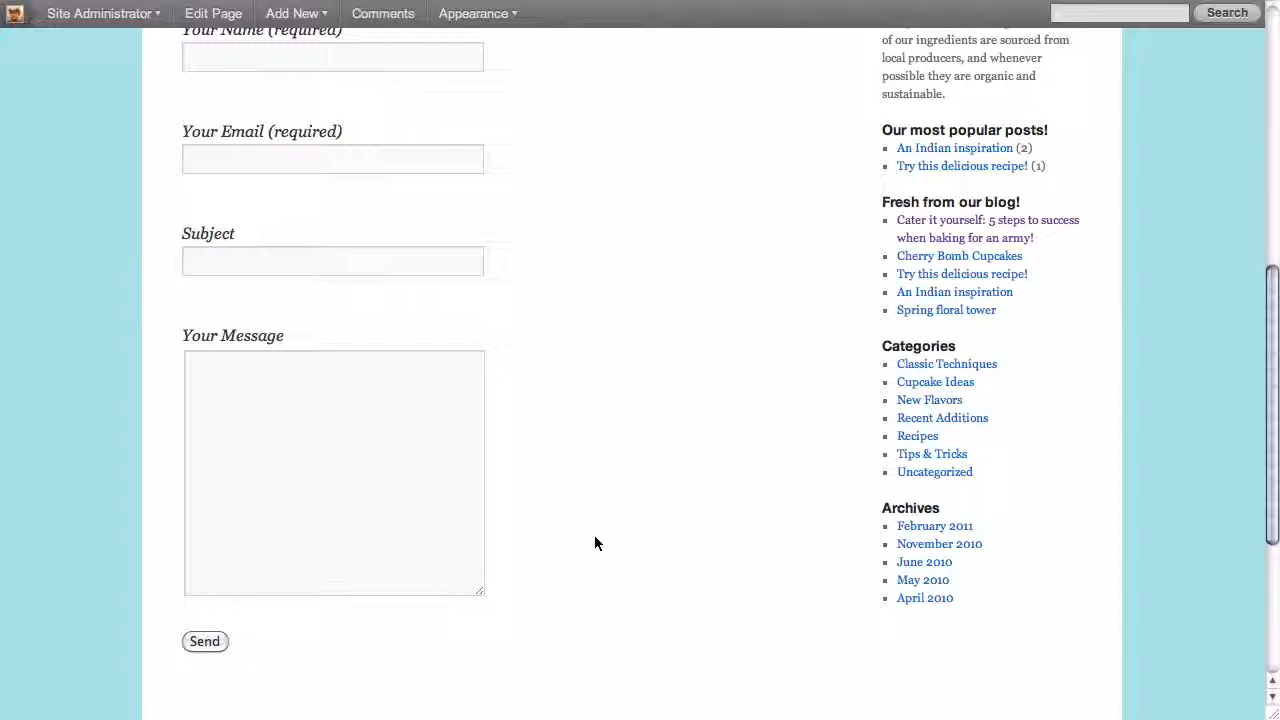 Site Administrator Edit Page Add New Comments Appearance Search
Your Name (required)
Your Email (required)
Subject
Your Message
Send
of our ingredients are sourced from
local producers, and whenever
possible they are organic and
sustainable.
Our most popular posts!
An Indian inspiration (2)
Try this delicious recipe! (1)
Fresh from our blog!
Cater it yourself: 5 steps to success
when baking for an army!
Cherry Bomb Cupcakes
Try this delicious recipe!
An Indian inspiration
Spring floral tower
Categories
Classic Techniques
Cupcake Ideas
New Flavors
Recent Additions
Recipes
Tips & Tricks
Uncategorized
Archives
February 2011
November 2010
June 2010
May 2010
April 2010